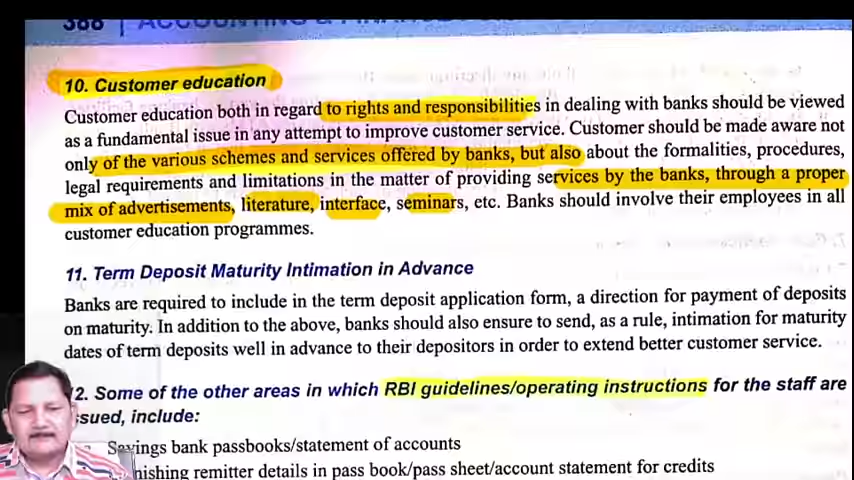 388 | ACCOUNTING & FINANC
10. Customer education
Customer education both in regard to rights and responsibilities in dealing with banks should be viewed
as a fundamental issue in any attempt to improve customer service. Customer should be made aware not
only of the various schemes and services offered by banks, but also about the formalities, procedures,
legal requirements and limitations in the matter of providing services by the banks, through a proper
mix of advertisements, literature, interface, seminars, etc. Banks should involve their employees in all
customer education programmes.
11. Term Deposit Maturity Intimation in Advance
Banks are required to include in the term deposit application form, a direction for payment of deposits
on maturity. In addition to the above, banks should also ensure to send, as a rule, intimation for maturity
dates of term deposits well in advance to their depositors in order to extend better customer service.
2. Some of the other areas in which RBI guidelines/operating instructions for the staff are
ssued, include:
Savings bank passbooks/statement of accounts
nishing remitter details in pass book/pass sheet/account statement for credits